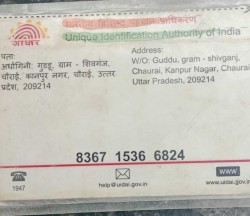 Unique Identification Authority of India
आधार
पता:
अर्धांगिनी: गुड्डू, ग्राम - शिवगंज,
चौराई, कानपुर नगर, चौराई, उत्तर
प्रदेश, 209214
Address:
W/O: Guddu, gram - shivganj,
Chaurai, Kanpur Nagar, Chaurai
Uttar Pradesh, 209214
8367 1536 6824
1947
help@uidai.gov.in
www.uidai.gov.in